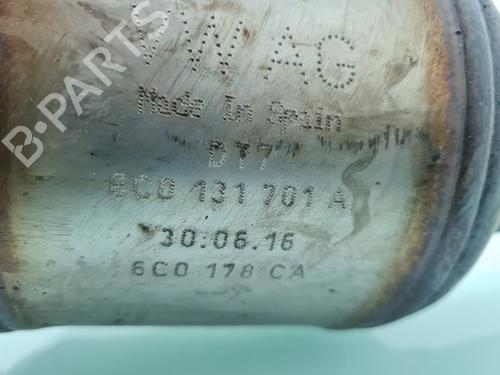 VW AG
Made In Spain
DT7
6C0 131 701 A
30.06.16
6C0 178 CA
B-PARTS